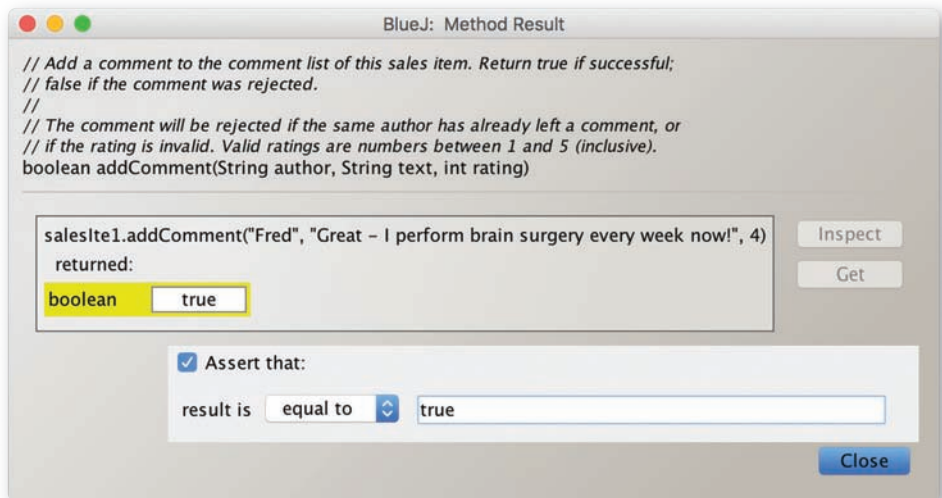 BlueJ: Method Result
// Add a comment to the comment list of this sales item. Return true if successful;
// false if the comment was rejected.
//
// The comment will be rejected if the same author has already left a comment, or
// if the rating is invalid. Valid ratings are numbers between 1 and 5 (inclusive).
boolean addComment(String author, String text, int rating)
salesIte1.addComment("Fred", "Great – I perform brain surgery every week now!", 4)
Inspect
returned:
Get
boolean true
Assert that:
result is equal to true
Close